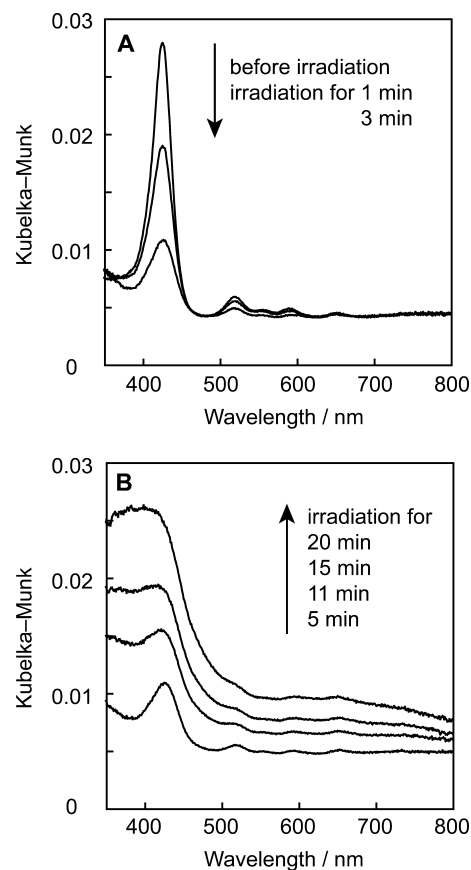 0.03
A
before irradiation
irradiation for 1 min
3 min
0.02
Kubelka–Munk
0.01
0
400 500 600 700 800
Wavelength / nm
0.03
B
irradiation for
20 min
15 min
11 min
5 min
0.02
Kubelka–Munk
0.01
0
400 500 600 700 800
Wavelength / nm